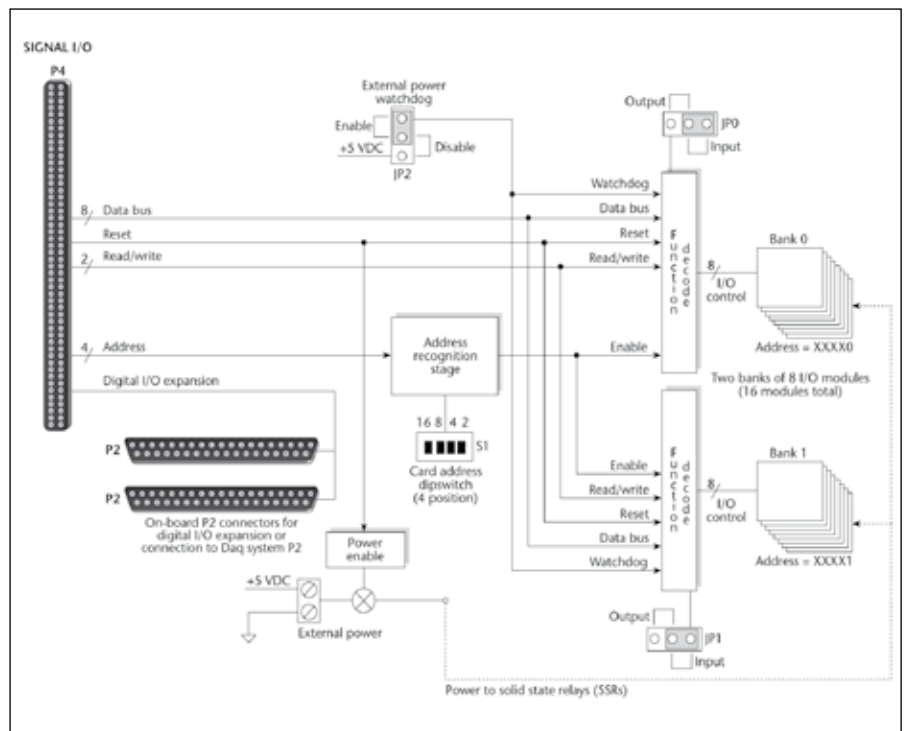 SIGNAL I/O
P4
External power
watchdog
Enable
+5 VDC
Disable
JP2
Output
JP0
Input
8
Data bus
Reset
2
Read/write
4
Address
Digital I/O expansion
Address
recognition
stage
16 8 4 2
S1
Card address
dipswitch
(4 position)
Watchdog
Data bus
Reset
Read/write
Enable
Function
decode
8
I/O
control
Bank 0
Address = XXXX0
Two banks of 8 I/O modules
(16 modules total)
P2
P2
On-board P2 connectors for
digital I/O expansion or
connection to Daq system P2
Enable
Read/write
Reset
Data bus
Watchdog
Function
decode
8
I/O
control
Bank 1
Address = XXXX1
Power
enable
+5 VDC
External power
Output
JP1
Input
Power to solid state relays (SSRs)